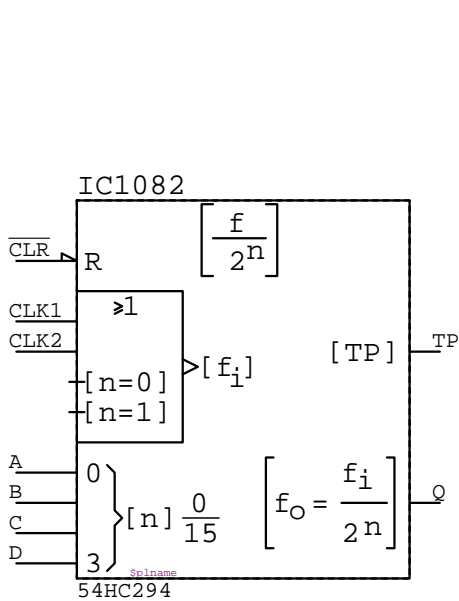 IC1082
[f/2ⁿ]
CLR
R
CLK1
⩾1
CLK2
[TP]
TP
[fᵢ]
[n=0]
[n=1]
A
0
B
[n] 0/15
[fₒ = fᵢ/2ⁿ]
Q
C
D
3
$plname
54HC294